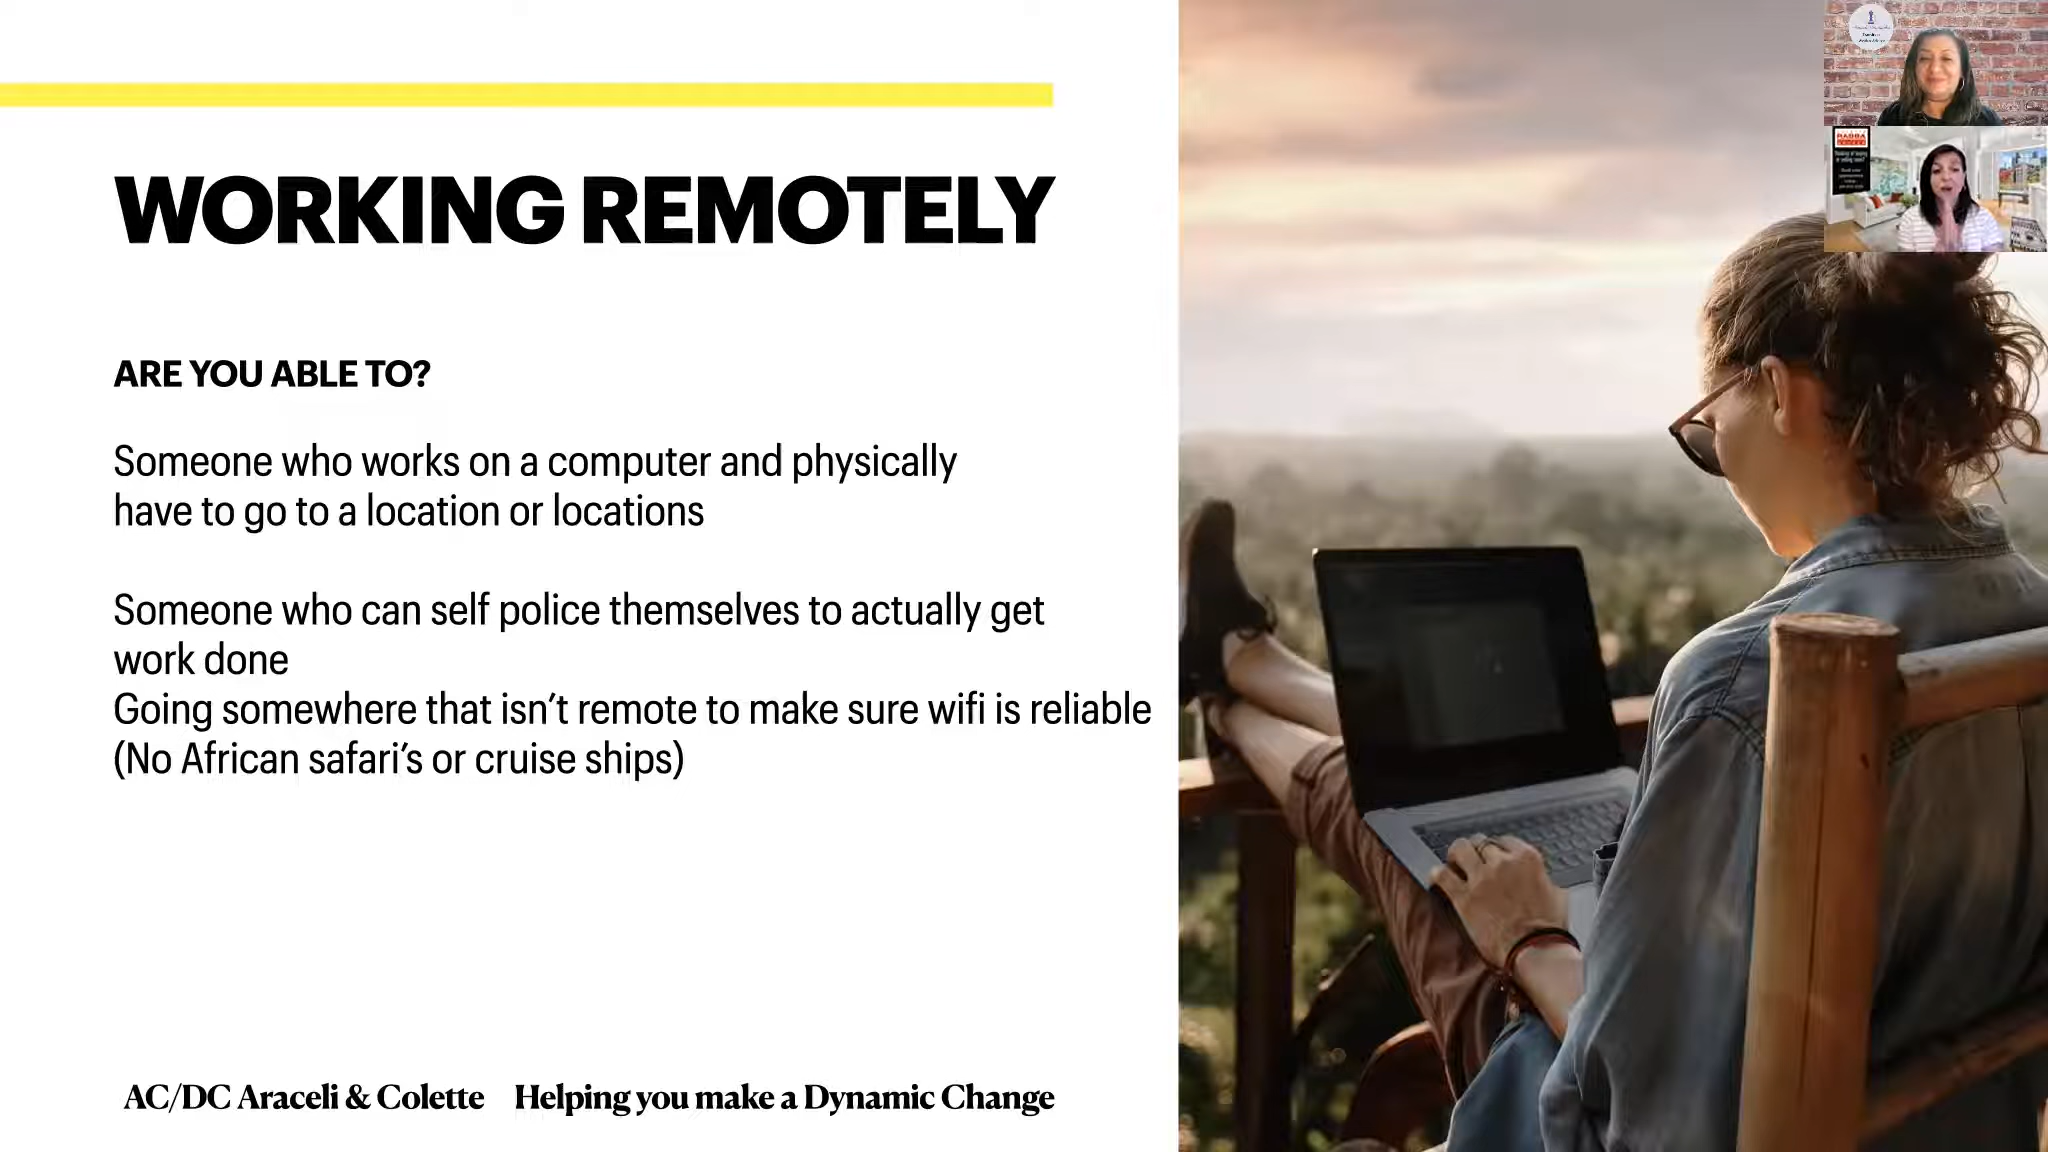 WORKING REMOTELY
ARE YOU ABLE TO?
Someone who works on a computer and physically
have to go to a location or locations
Someone who can self police themselves to actually get
work done
Going somewhere that isn’t remote to make sure wifi is reliable
(No African safari’s or cruise ships)
AC/DC Araceli & Colette Helping you make a Dynamic Change